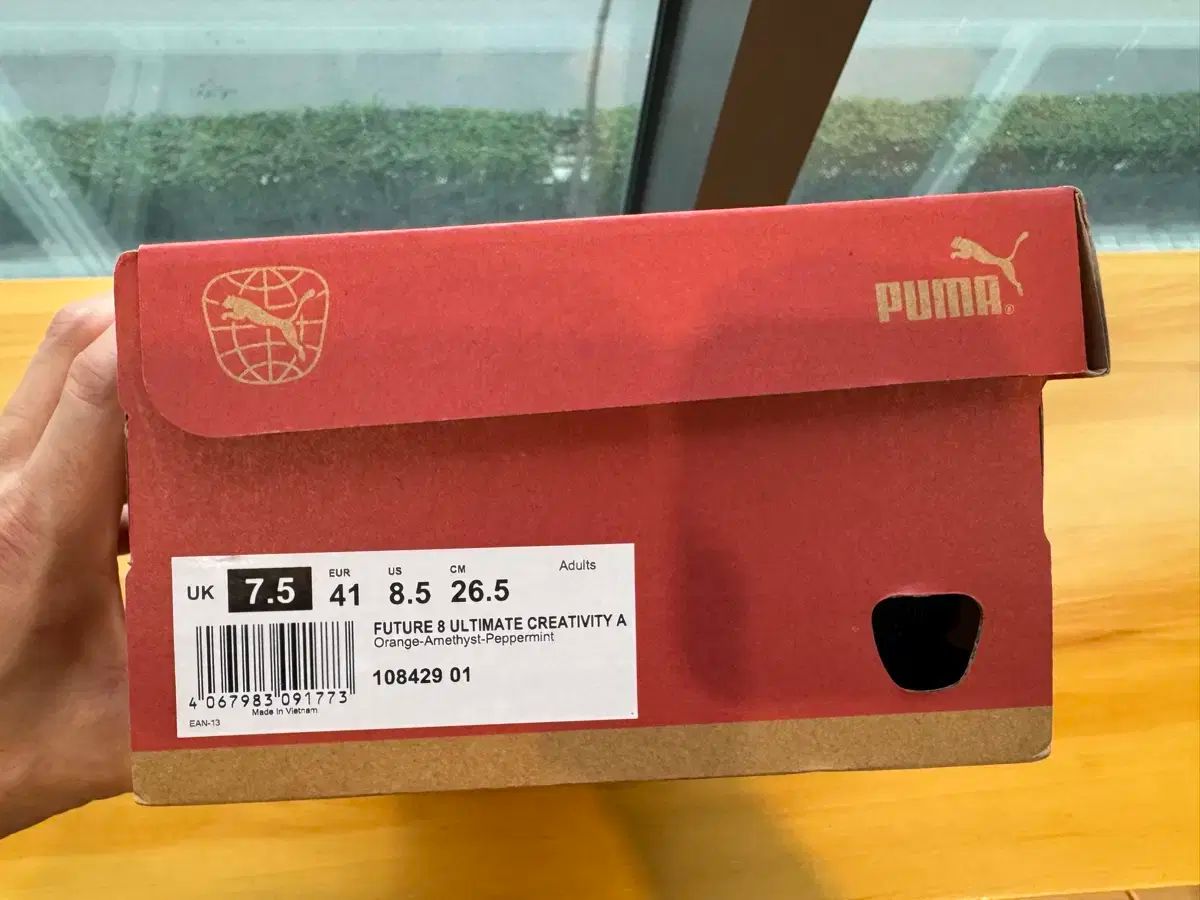 PUMA®
UK 7.5 EUR 41 US 8.5 CM 26.5 Adults
FUTURE 8 ULTIMATE CREATIVITY A
Orange-Amethyst-Peppermint
108429 01
4 067983 091773
Made in Vietnam
EAN-13